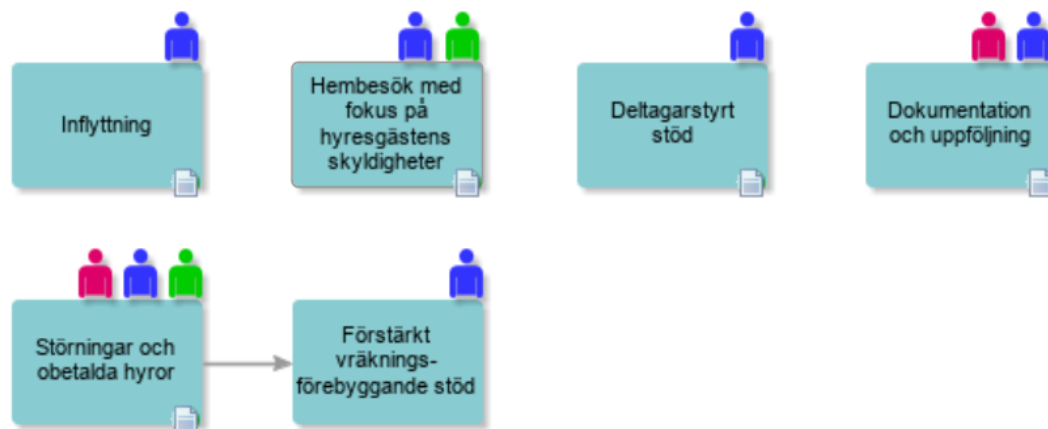 Inflyttning
Hembesök med
fokus på
hyresgästens
skyldigheter
Deltagarstyrt
stöd
Dokumentation
och uppföljning
Störningar och
obetalda hyror
Förstärkt
vräknings-
förebyggande stöd